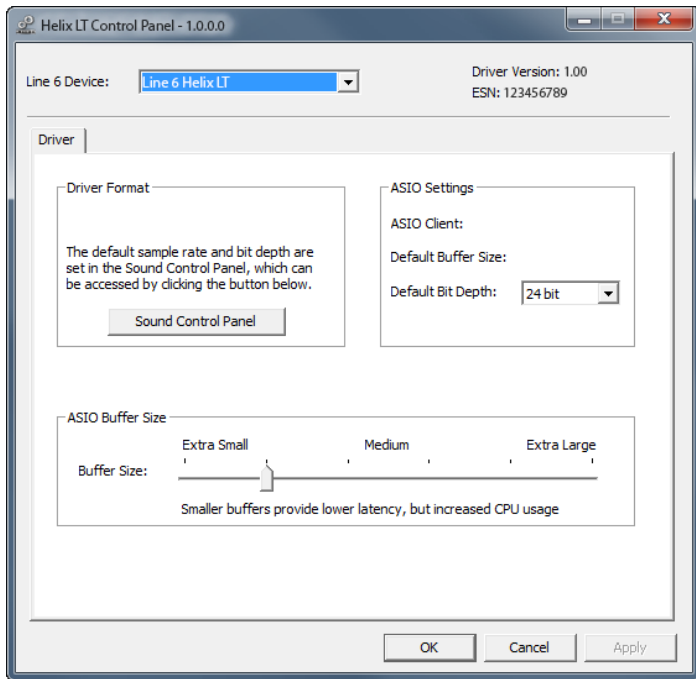 Helix LT Control Panel - 1.0.0.0
Line 6 Device: Line 6 Helix LT
Driver Version: 1.00
ESN: 123456789
Driver
Driver Format
The default sample rate and bit depth are
set in the Sound Control Panel, which can
be accessed by clicking the button below.
Sound Control Panel
ASIO Settings
ASIO Client:
Default Buffer Size:
Default Bit Depth: 24 bit
ASIO Buffer Size
Extra Small Medium Extra Large
Buffer Size:
Smaller buffers provide lower latency, but increased CPU usage
OK Cancel Apply